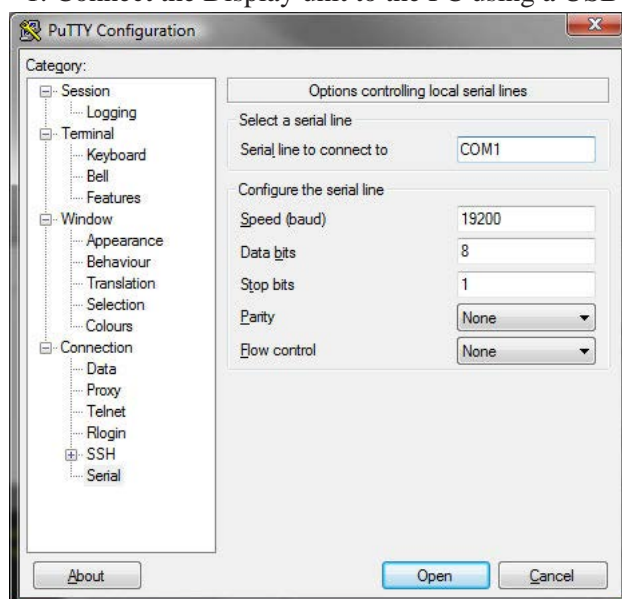 1. Connect the Display unit to the PC using a USB
PuTTY Configuration
Category:
Session
Logging
Terminal
Keyboard
Bell
Features
Window
Appearance
Behaviour
Translation
Selection
Colours
Connection
Data
Proxy
Telnet
Rlogin
SSH
Serial
Options controlling local serial lines
Select a serial line
Serial line to connect to COM1
Configure the serial line
Speed (baud) 19200
Data bits 8
Stop bits 1
Parity None
Flow control None
About Open Cancel